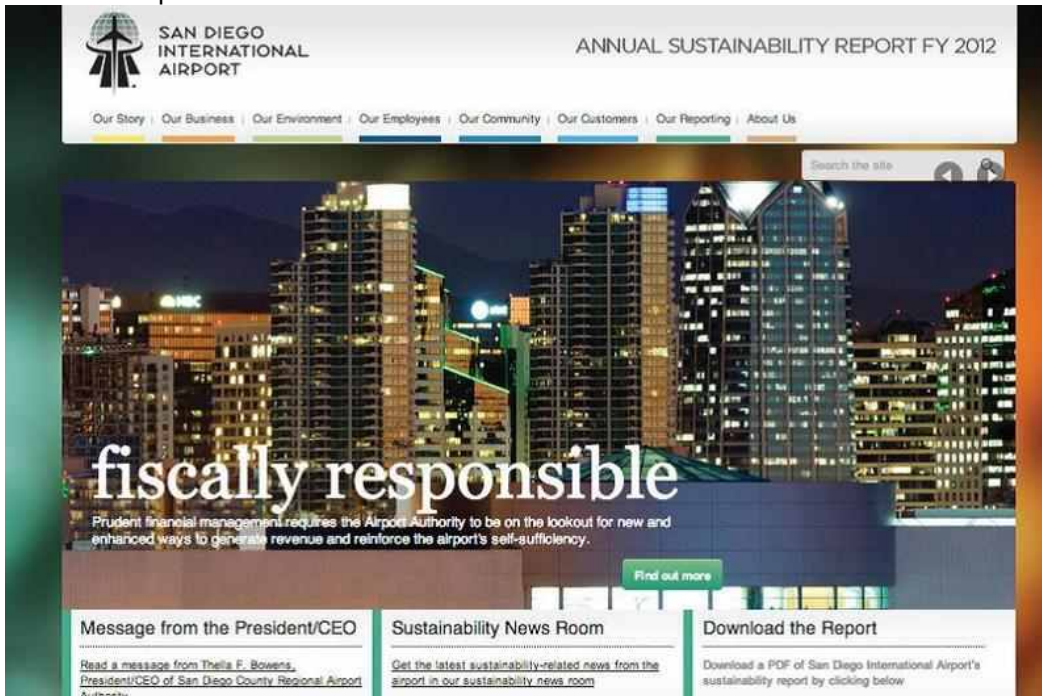 SAN DIEGO
INTERNATIONAL
AIRPORT
ANNUAL SUSTAINABILITY REPORT FY 2012
Our Story | Our Business | Our Environment | Our Employees | Our Community | Our Customers | Our Reporting | About Us
Search the site
NBC
at&t
fiscally responsible
Prudent financial management requires the Airport Authority to be on the lookout for new and
enhanced ways to generate revenue and reinforce the airport's self-sufficiency.
Find out more
Message from the President/CEO
Read a message from Thella F. Bowens,
President/CEO of San Diego County Regional Airport
Authority
Sustainability News Room
Get the latest sustainability-related news from the
airport in our sustainability news room
Download the Report
Download a PDF of San Diego International Airport's
sustainability report by clicking below